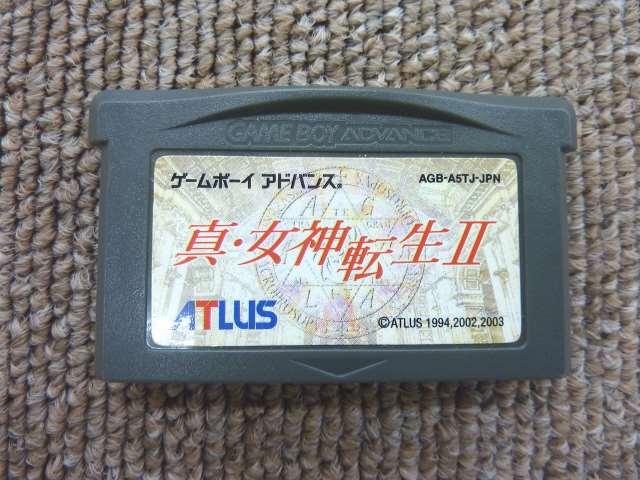 GAME BOY ADVANCE
ゲームボーイ アドバンス®
AGB-A5TJ-JPN
真・女神転生II
ATLUS
©ATLUS 1994,2002,2003